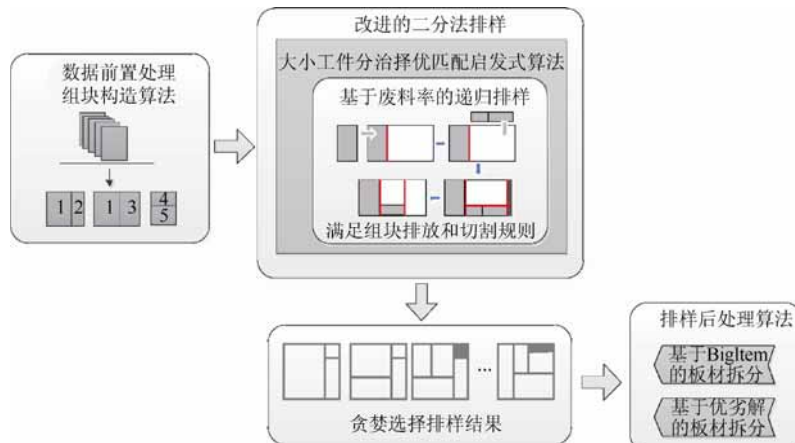 数据前置处理
组块构造算法
1 2
1 3
4
5
改进的二分法排样
大小工件分治择优匹配启发式算法
基于废料率的递归排样
满足组块排放和切割规则
...
贪婪选择排样结果
排样后处理算法
基于BigItem
的板材拆分
基于优劣解
的板材拆分